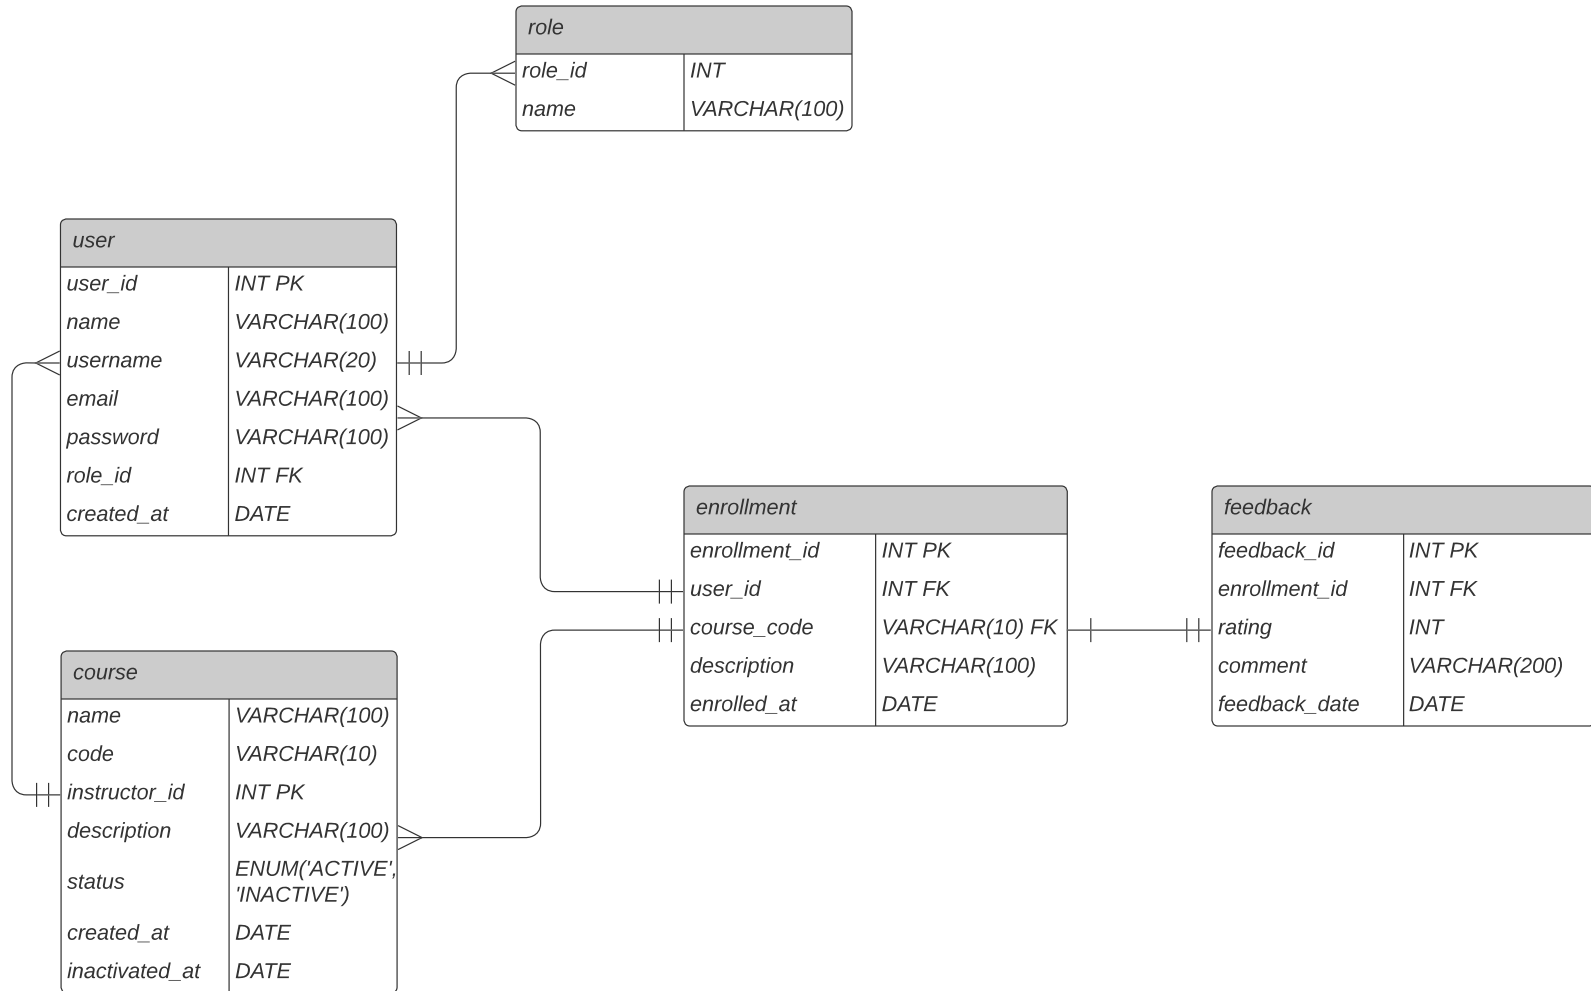 role
role_id INT
name VARCHAR(100)
user
user_id INT PK
name VARCHAR(100)
username VARCHAR(20)
email VARCHAR(100)
password VARCHAR(100)
role_id INT FK
created_at DATE
enrollment
enrollment_id INT PK
user_id INT FK
course_code VARCHAR(10) FK
description VARCHAR(100)
enrolled_at DATE
feedback
feedback_id INT PK
enrollment_id INT FK
rating INT
comment VARCHAR(200)
feedback_date DATE
course
name VARCHAR(100)
code VARCHAR(10)
instructor_id INT PK
description VARCHAR(100)
status ENUM('ACTIVE',
'INACTIVE')
created_at DATE
inactivated_at DATE